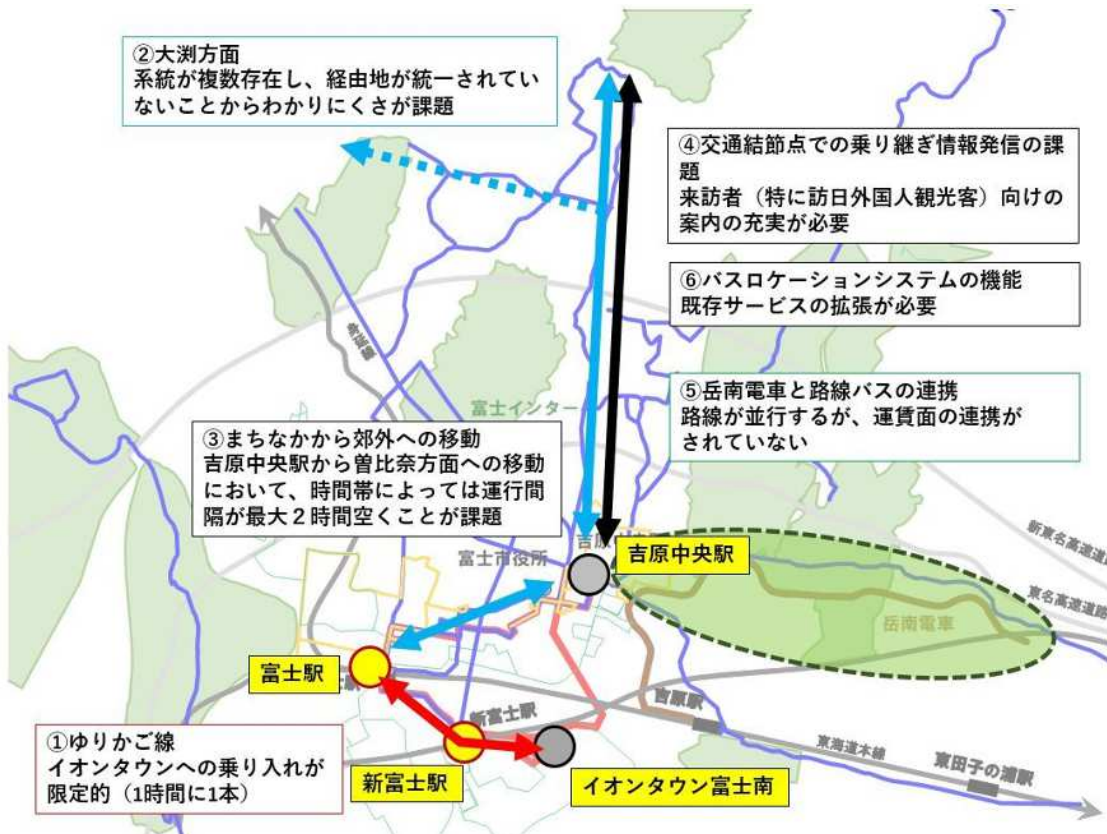 ②大渕方面
系統が複数存在し、経由地が統一されてい
ないことからわかりにくさが課題
④交通結節点での乗り継ぎ情報発信の課
題
来訪者（特に訪日外国人観光客）向けの
案内の充実が必要
⑥バスロケーションシステムの機能
既存サービスの拡張が必要
⑤岳南電車と路線バスの連携
路線が並行するが、運賃面の連携が
されていない
富士インター
③まちなかから郊外への移動
吉原中央駅から曽比奈方面への移動
において、時間帯によっては運行間
隔が最大２時間空くことが課題
新東名高速道路
富士市役所
吉原中央駅
東名高速道路
岳南電車
富士駅
吉原駅
新富士駅
東海道本線
東田子の浦駅
①ゆりかご線
イオンタウンへの乗り入れが
限定的（1時間に1本）
新富士駅
イオンタウン富士南